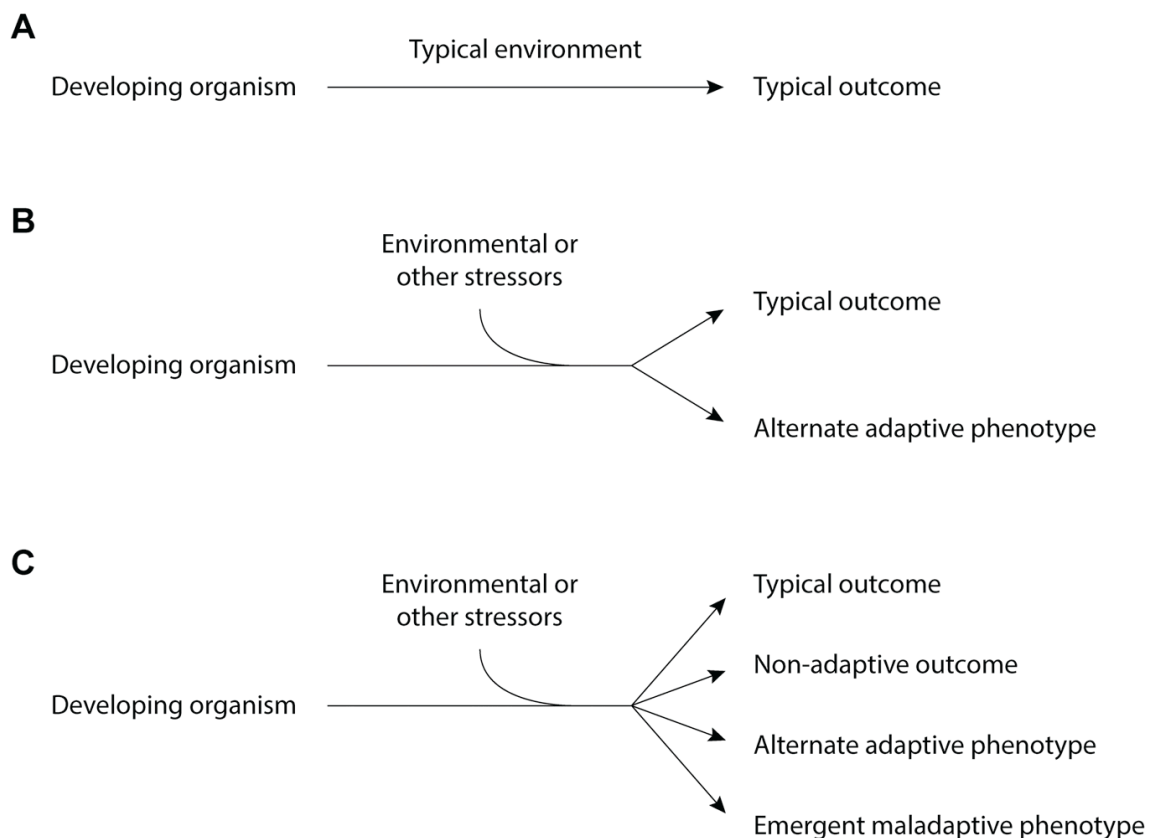 A
Typical environment
Developing organism
Typical outcome
B
Environmental or
other stressors
Typical outcome
Developing organism
Alternate adaptive phenotype
C
Environmental or
other stressors
Typical outcome
Non-adaptive outcome
Developing organism
Alternate adaptive phenotype
Emergent maladaptive phenotype